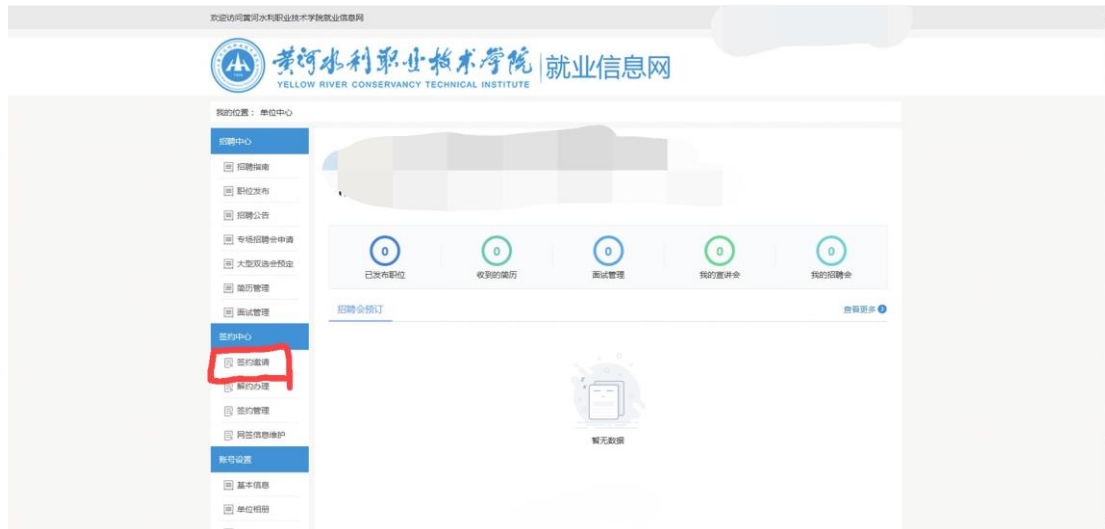 欢迎访问黄河水利职业技术学院就业信息网
黄河水利职业技术学院 就业信息网
YELLOW RIVER CONSERVANCY TECHNICAL INSTITUTE
我的位置： 单位中心
招聘中心
招聘指南
职位发布
招聘公告
专场招聘会申请
大型双选会预定
简历管理
面试管理
签约中心
签约邀请
解约办理
签约管理
网签信息维护
账号设置
基本信息
单位相册
0 0 0 0 0
已发布职位 收到的简历 面试管理 我的宣讲会 我的招聘会
招聘会预订 查看更多
暂无数据